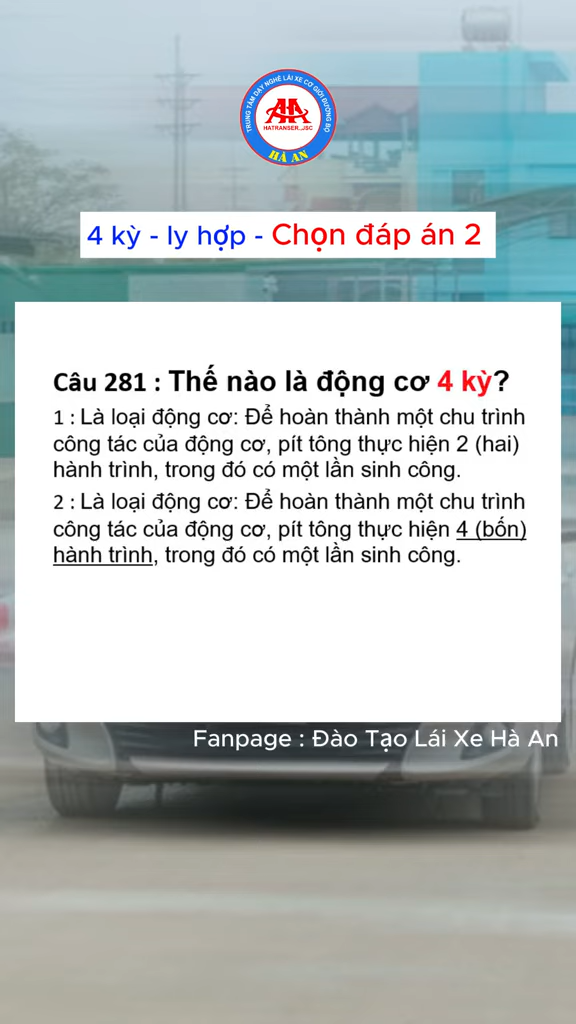 TRUNG TÂM DẠY NGHỀ LÁI XE CƠ GIỚI ĐƯỜNG BỘ
HATRANSER.,JSC
HÀ AN
4 kỳ - ly hợp - Chọn đáp án 2
Câu 281 : Thế nào là động cơ 4 kỳ?
1 : Là loại động cơ: Để hoàn thành một chu trình
công tác của động cơ, pít tông thực hiện 2 (hai)
hành trình, trong đó có một lần sinh công.
2 : Là loại động cơ: Để hoàn thành một chu trình
công tác của động cơ, pít tông thực hiện 4 (bốn)
hành trình, trong đó có một lần sinh công.
Fanpage : Đào Tạo Lái Xe Hà An